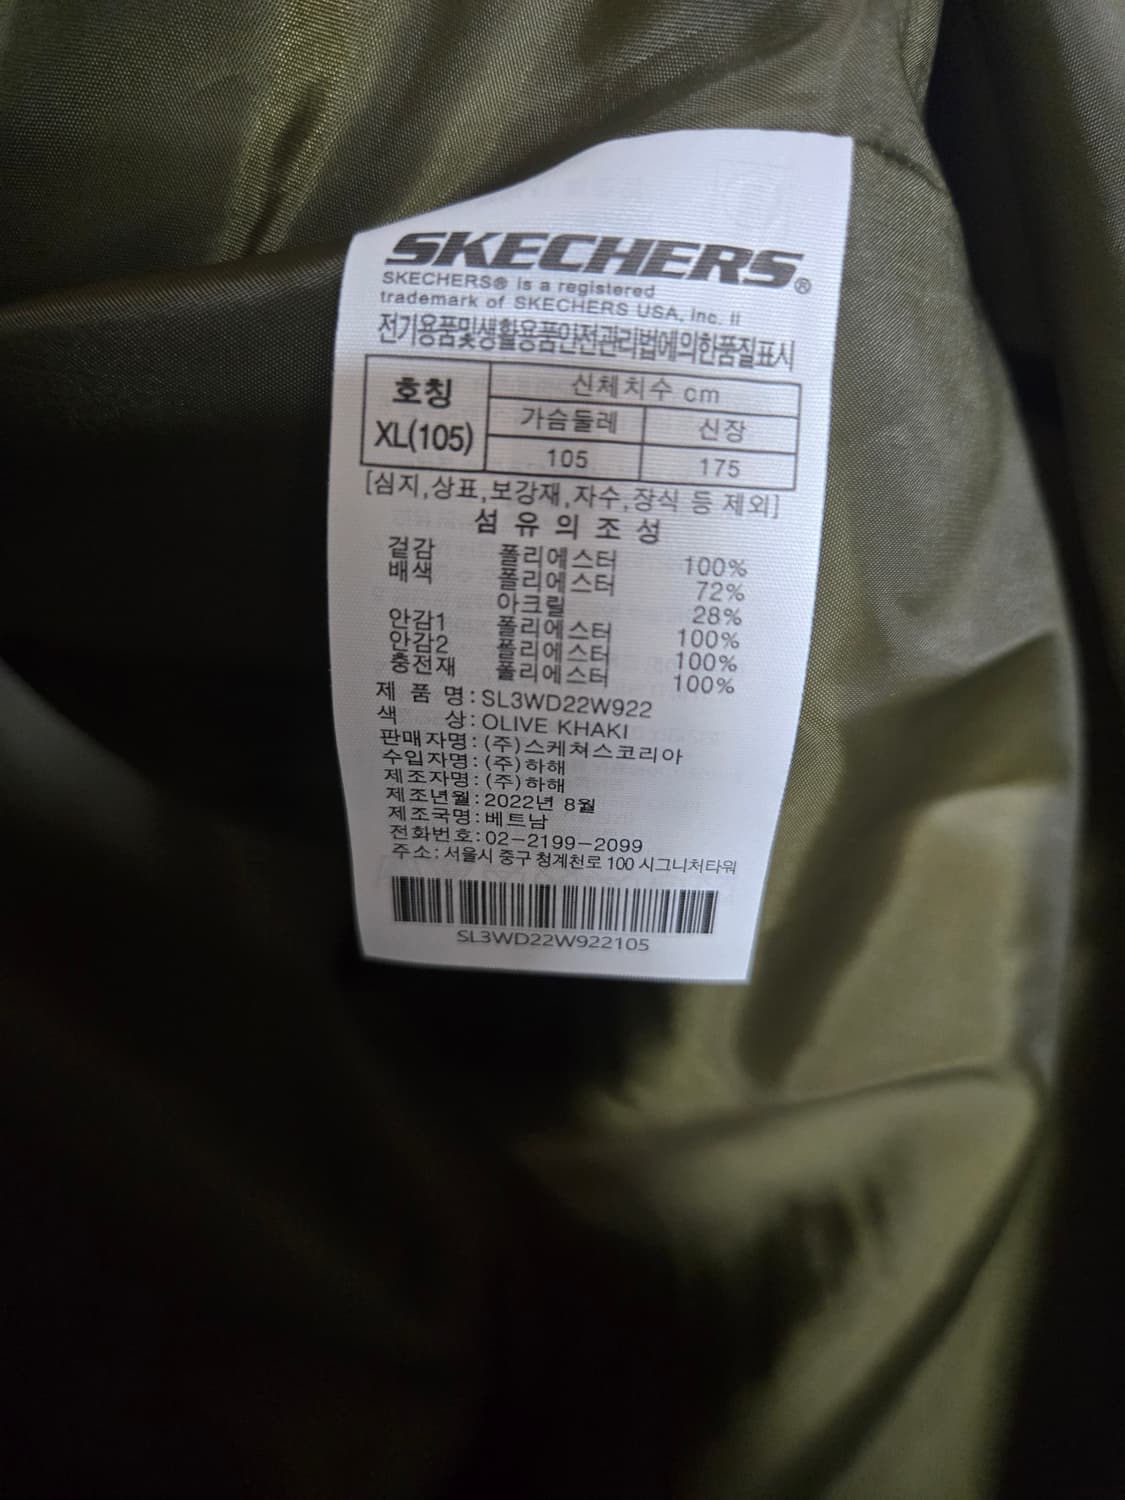 SKECHERS®
SKECHERS® is a registered
trademark of SKECHERS USA, Inc. II
전기용품및생활용품안전관리법에의한품질표시
호칭 신체치수 cm
가슴둘레 신장
XL(105) 105 175
[심지,상표,보강재,자수,장식 등 제외]
섬 유 의 조 성
겉감 폴리에스터 100%
배색 폴리에스터 72%
아크릴 28%
안감1 폴리에스터 100%
안감2 폴리에스터 100%
충전재 폴리에스터 100%
제 품 명: SL3WD22W922
색 상: OLIVE KHAKI
판매자명: (주)스케쳐스코리아
수입자명: (주)하해
제조자명: (주)하해
제조년월: 2022년 8월
제조국명: 베트남
전화번호: 02-2199-2099
주소: 서울시 중구 청계천로 100 시그니처타워
SL3WD22W922105